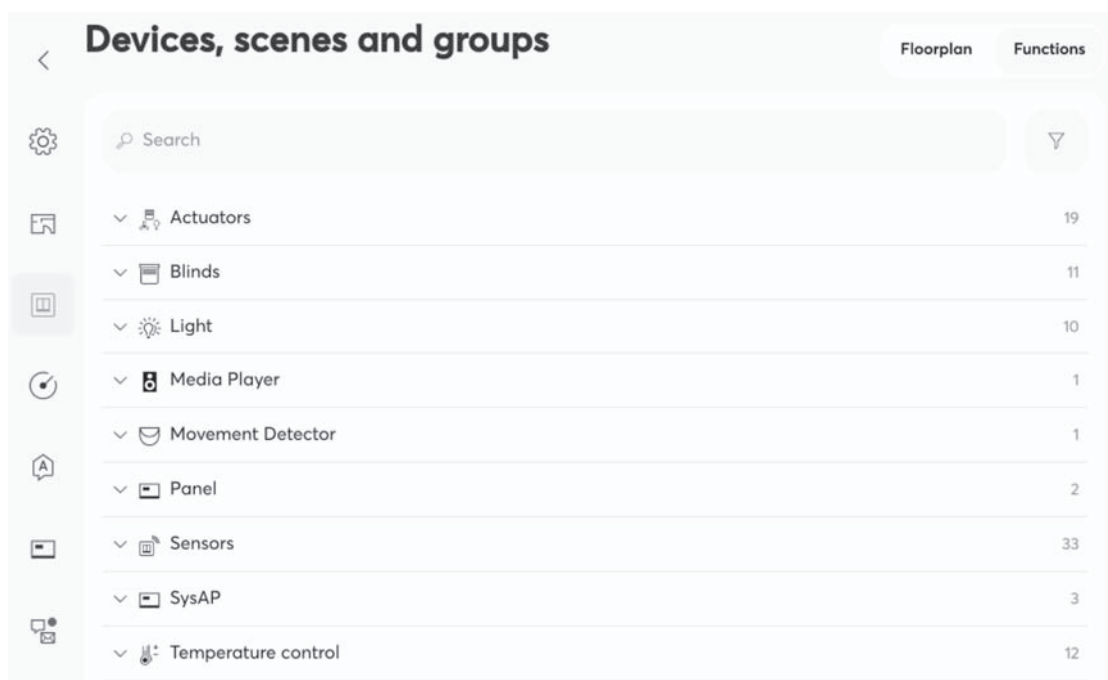 Devices, scenes and groups
Floorplan
Functions
Search
Actuators 19
Blinds 11
Light 10
Media Player 1
Movement Detector 1
Panel 2
Sensors 33
SysAP 3
Temperature control 12